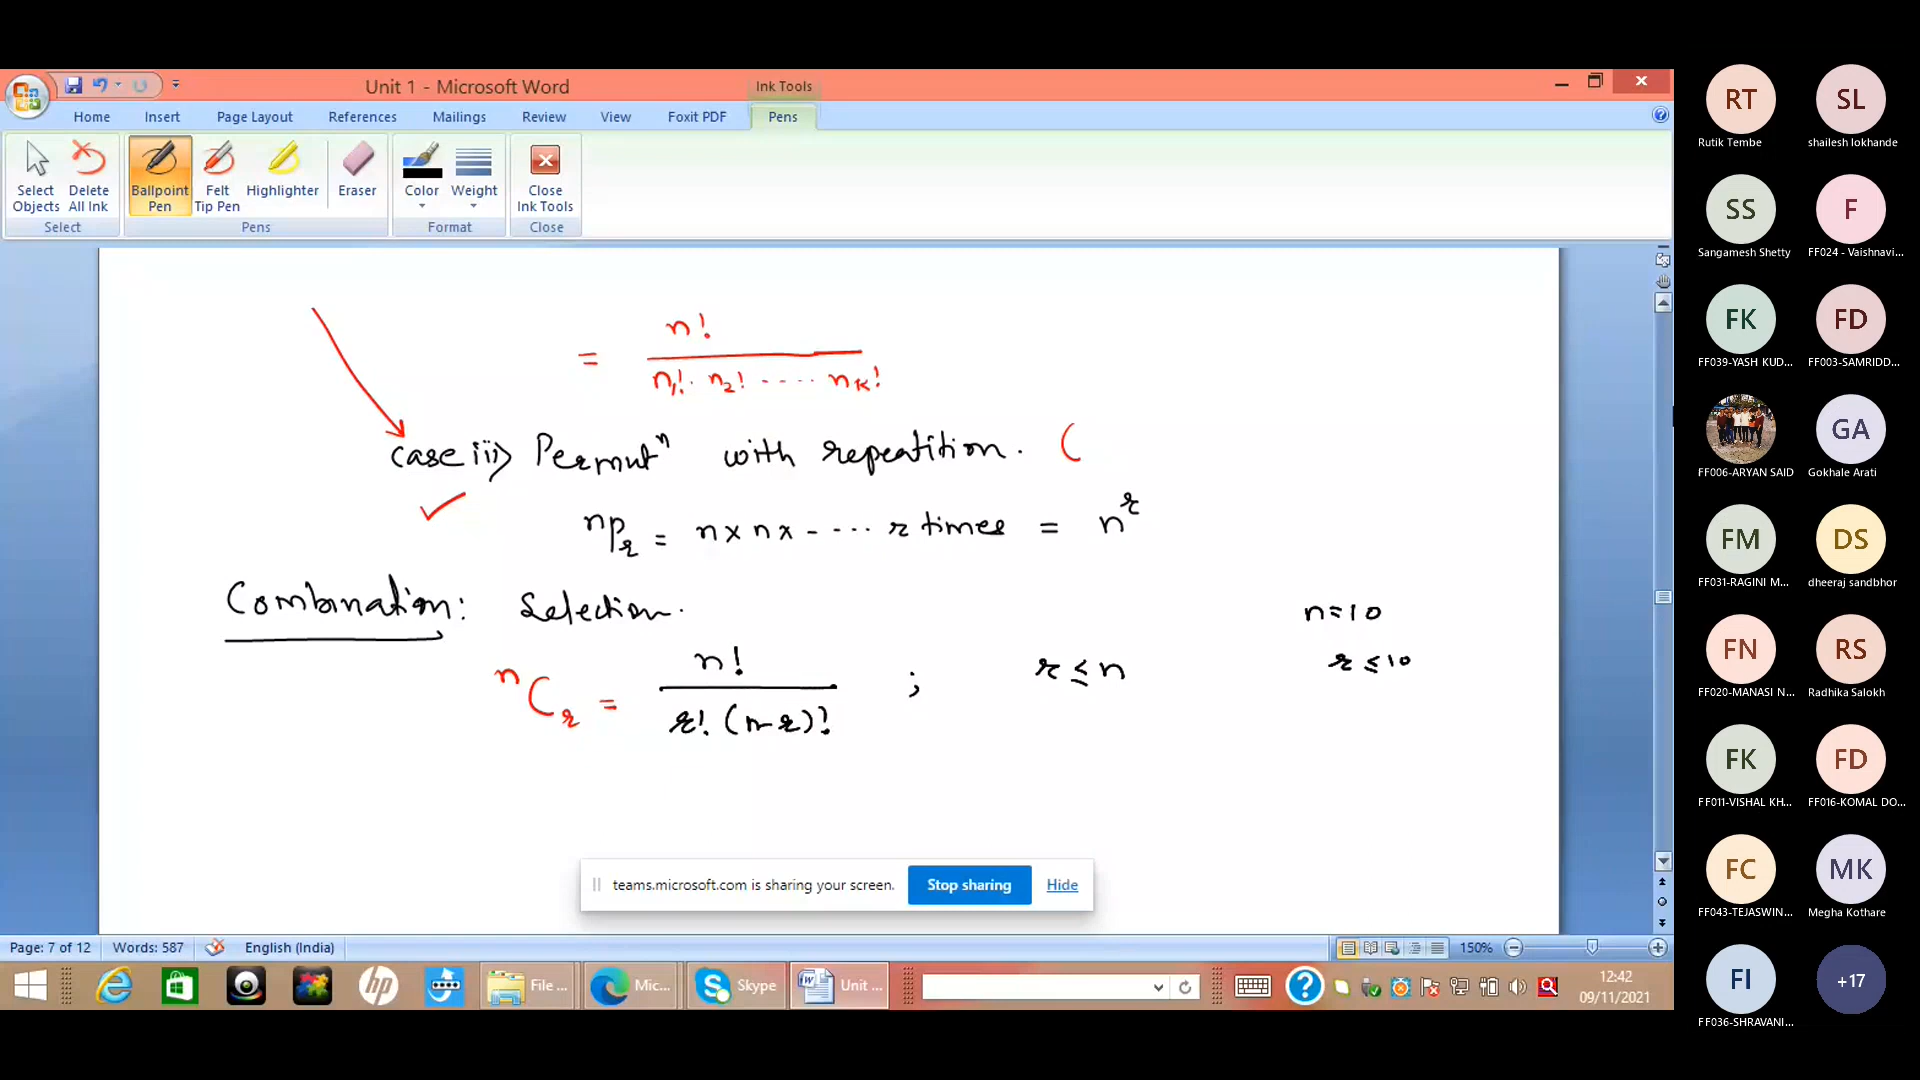 Unit 1 - Microsoft Word
Ink Tools
Home Insert Page Layout References Mailings Review View Foxit PDF Pens
Select Objects
Delete All Ink
Ballpoint Pen
Felt Tip Pen
Highlighter
Eraser
Color
Weight
Close Ink Tools
Select Pens Format Close
= n! / n₁! · n₂! ····· nₖ!
case iii> Permutⁿ with repeatition. (
nPr = n x n x - ···· r times = n^r
Combination: Selection.
n=10
nCr = n! / r! (n-r)! ; r ≤ n
r ≤ 10
teams.microsoft.com is sharing your screen. Stop sharing Hide
Page: 7 of 12 Words: 587 English (India) 150%
hp File ... Mic... Skype Unit ...
12:42
09/11/2021
RT SL
Rutik Tembe shailesh lokhande
SS F
Sangamesh Shetty FF024 - Vaishnavi...
FK FD
FF039-YASH KUD... FF003-SAMRIDD...
GA
FF006-ARYAN SAID Gokhale Arati
FM DS
FF031-RAGINI M... dheeraj sandbhor
FN RS
FF020-MANASI N... Radhika Salokh
FK FD
FF011-VISHAL KH... FF016-KOMAL DO...
FC MK
FF043-TEJASWIN... Megha Kothare
FI +17
FF036-SHRAVANI...